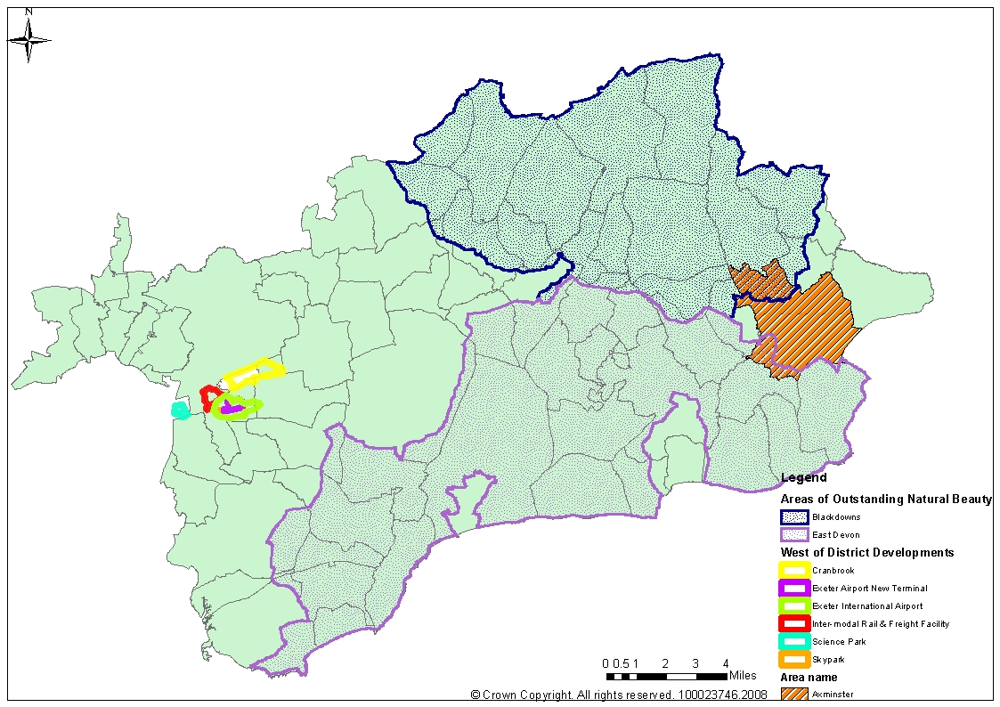 N
Legend
Areas of Outstanding Natural Beauty
Blackdowns
East Devon
West of District Developments
Cranbrook
Exeter Airport New Terminal
Exeter International Airport
Inter-modal Rail & Freight Facility
Science Park
Skypark
Area name
Axminster
0 0.5 1 2 3 4
Miles
© Crown Copyright. All rights reserved. 100023746.2008